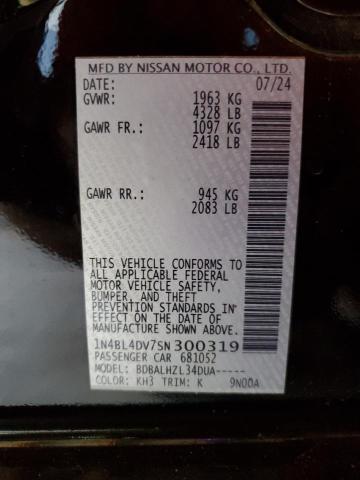 MFD BY NISSAN MOTOR CO., LTD.
DATE: 07/24
GVWR: 1963 KG
4328 LB
GAWR FR.: 1097 KG
2418 LB
GAWR RR.: 945 KG
2083 LB
THIS VEHICLE CONFORMS TO
ALL APPLICABLE FEDERAL
MOTOR VEHICLE SAFETY,
BUMPER, AND THEFT
PREVENTION STANDARDS IN
EFFECT ON THE DATE OF
MANUFACTURE SHOWN ABOVE.
1N4BL4DV7SN300319
PASSENGER CAR 681052
MODEL: BDBALHZL34DUA-----
COLOR: KH3 TRIM: K 9N00A